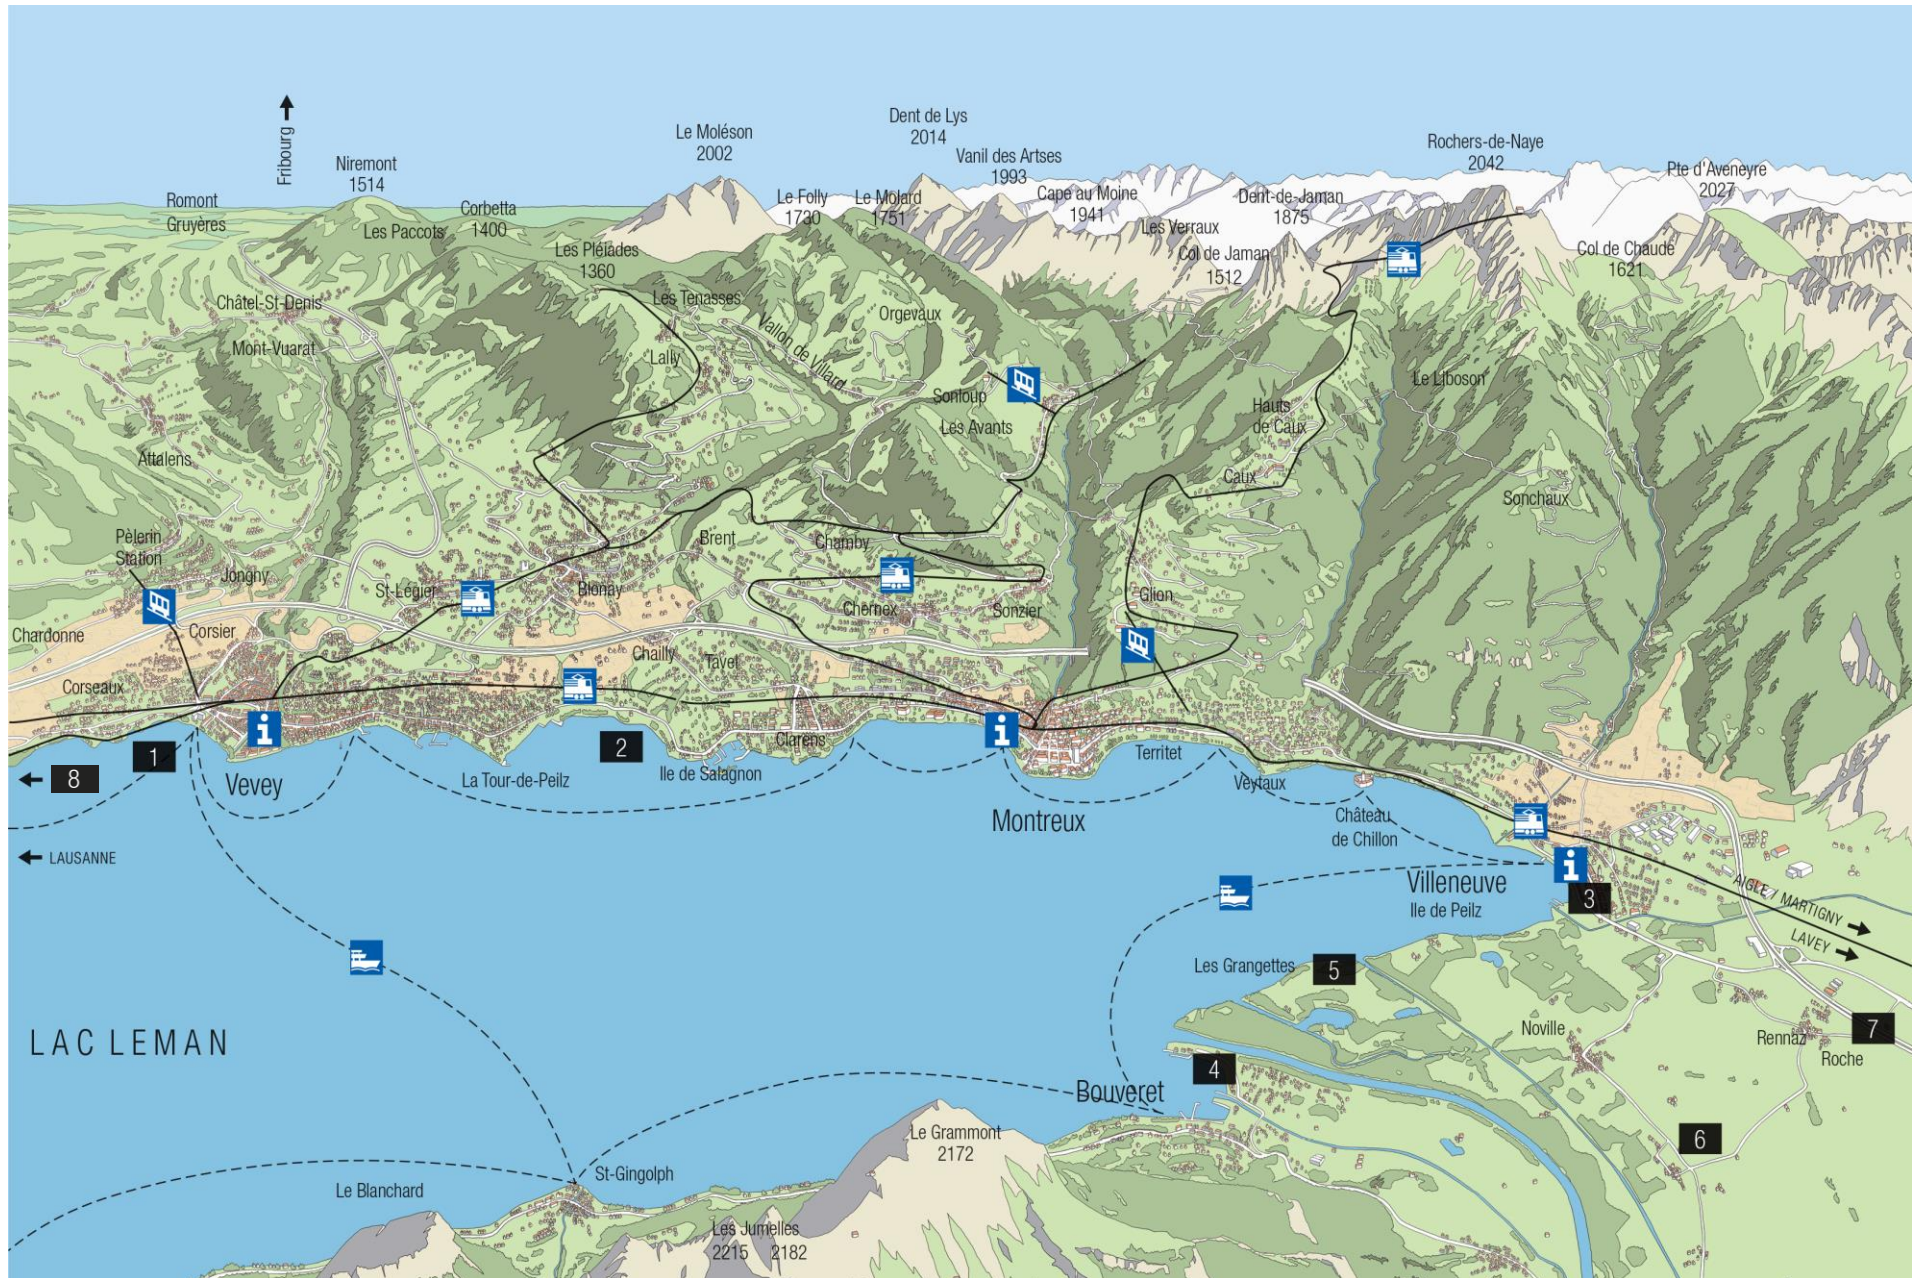 Fribourg
Romont
Gruyères
Niremont
1514
Les Paccots
Corbetta
1400
Les Pléiades
1360
Le Moléson
2002
Le Folly
1730
Le Molard
1751
Dent de Lys
2014
Vanil des Artses
1993
Cape au Moine
1941
Les Verraux
Col de Jaman
1512
Dent-de-Jaman
1875
Rochers-de-Naye
2042
Pte d'Aveneyre
2027
Col de Chaude
1621
Châtel-St-Denis
Mont-Vuarat
Attalens
Les Tenasses
Lally
Vallon de Villard
Orgevaux
Sonloup
Les Avants
Hauts
de Caux
Caux
Le Liboson
Sonchaux
Pèlerin
Station
Jongny
St-Légier
Blonay
Brent
Chamby
Chernex
Sonzier
Glion
Chardonne
Corsier
Corseaux
Chailly
Tavel
Clarens
Territet
Veytaux
1
2
8
Vevey
La Tour-de-Peilz
Ile de Salagnon
Montreux
Château
de Chillon
LAUSANNE
Villeneuve
Ile de Peilz
3
AIGLE / MARTIGNY
LAVEY
Les Grangettes
5
LAC LEMAN
Noville
Rennaz
Roche
7
4
Bouveret
6
Le Grammont
2172
St-Gingolph
Le Blanchard
Les Jumelles
2215 2182